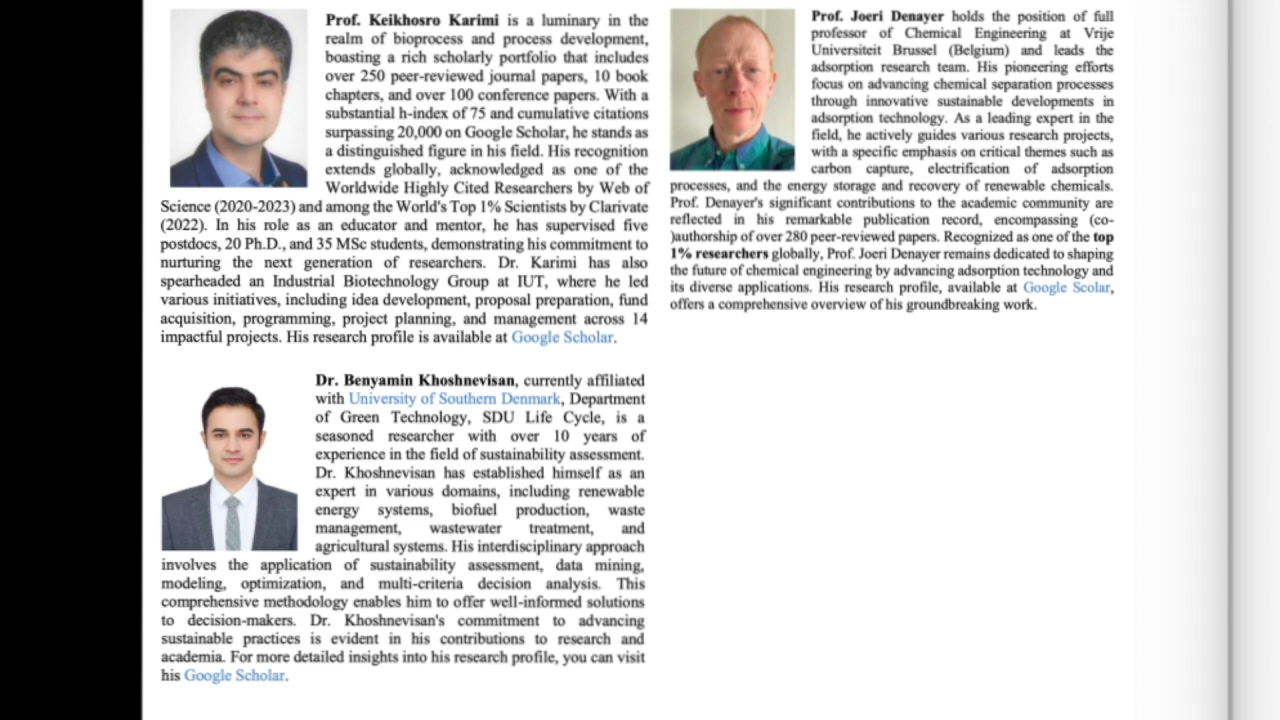 Prof. Keikhosro Karimi is a luminary in the
realm of bioprocess and process development,
boasting a rich scholarly portfolio that includes
over 250 peer-reviewed journal papers, 10 book
chapters, and over 100 conference papers. With a
substantial h-index of 75 and cumulative citations
surpassing 20,000 on Google Scholar, he stands as
a distinguished figure in his field. His recognition
extends globally, acknowledged as one of the
Worldwide Highly Cited Researchers by Web of
Science (2020-2023) and among the World's Top 1% Scientists by Clarivate
(2022). In his role as an educator and mentor, he has supervised five
postdocs, 20 Ph.D., and 35 MSc students, demonstrating his commitment to
nurturing the next generation of researchers. Dr. Karimi has also
spearheaded an Industrial Biotechnology Group at IUT, where he led
various initiatives, including idea development, proposal preparation, fund
acquisition, programming, project planning, and management across 14
impactful projects. His research profile is available at Google Scholar.
Dr. Benyamin Khoshnevisan, currently affiliated
with University of Southern Denmark, Department
of Green Technology, SDU Life Cycle, is a
seasoned researcher with over 10 years of
experience in the field of sustainability assessment.
Dr. Khoshnevisan has established himself as an
expert in various domains, including renewable
energy systems, biofuel production, waste
management, wastewater treatment, and
agricultural systems. His interdisciplinary approach
involves the application of sustainability assessment, data mining,
modeling, optimization, and multi-criteria decision analysis. This
comprehensive methodology enables him to offer well-informed solutions
to decision-makers. Dr. Khoshnevisan's commitment to advancing
sustainable practices is evident in his contributions to research and
academia. For more detailed insights into his research profile, you can visit
his Google Scholar.
Prof. Joeri Denayer holds the position of full
professor of Chemical Engineering at Vrije
Universiteit Brussel (Belgium) and leads the
adsorption research team. His pioneering efforts
focus on advancing chemical separation processes
through innovative sustainable developments in
adsorption technology. As a leading expert in the
field, he actively guides various research projects,
with a specific emphasis on critical themes such as
carbon capture, electrification of adsorption
processes, and the energy storage and recovery of renewable chemicals.
Prof. Denayer's significant contributions to the academic community are
reflected in his remarkable publication record, encompassing (co-
)authorship of over 280 peer-reviewed papers. Recognized as one of the top
1% researchers globally, Prof. Joeri Denayer remains dedicated to shaping
the future of chemical engineering by advancing adsorption technology and
its diverse applications. His research profile, available at Google Scolar,
offers a comprehensive overview of his groundbreaking work.